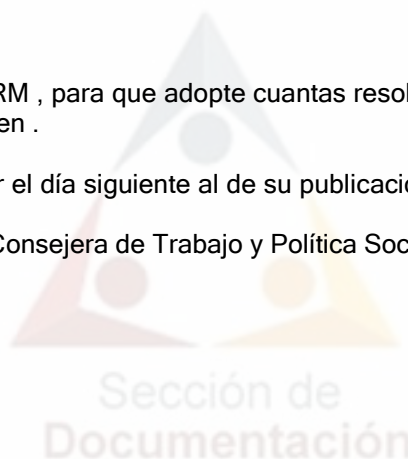 RM , para que adopte cuantas resol
en .
r el día siguiente al de su publicació
Consejera de Trabajo y Política Soc
Sección de
Documentación